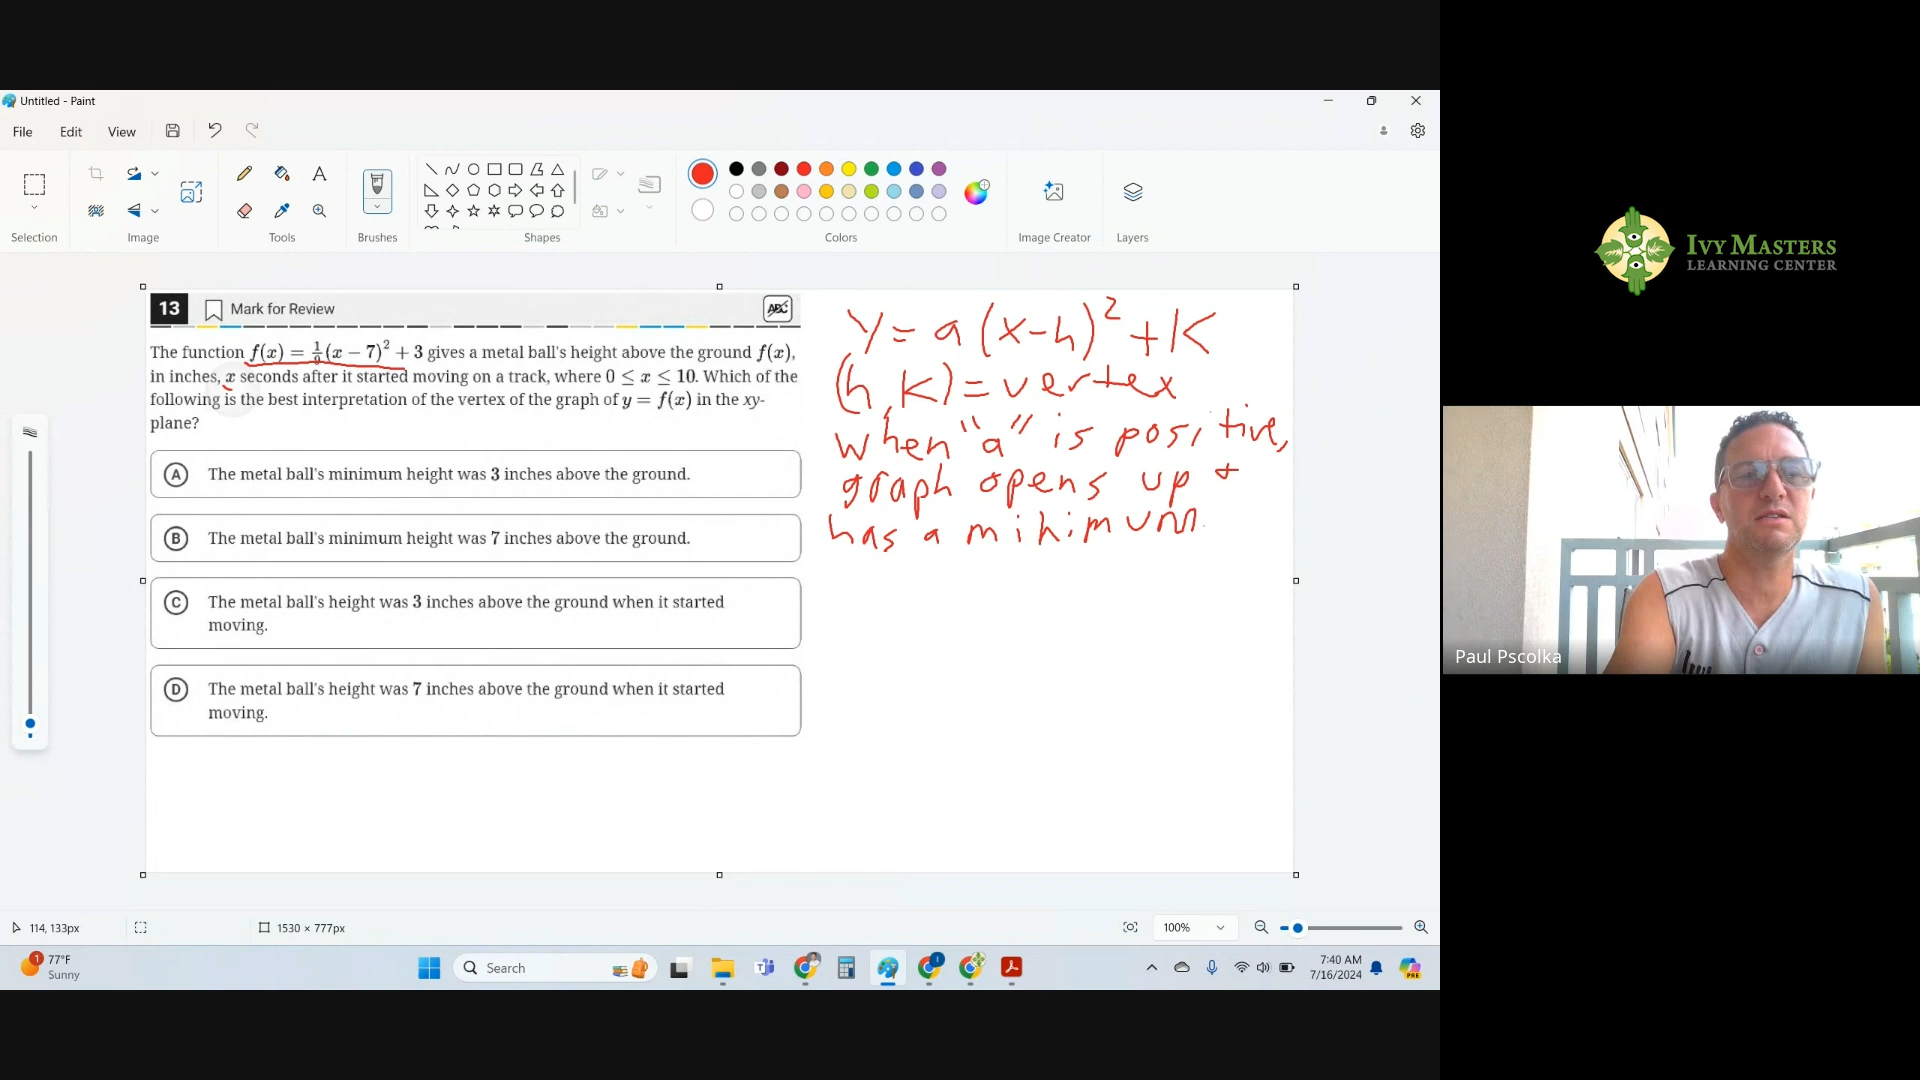 Untitled - Paint
File Edit View
Selection
Image
Tools
Brushes
Shapes
Colors
Image Creator
Layers
13 Mark for Review ABC
The function f(x) = 1/9(x − 7)² + 3 gives a metal ball's height above the ground f(x),
in inches, x seconds after it started moving on a track, where 0 ≤ x ≤ 10. Which of the
following is the best interpretation of the vertex of the graph of y = f(x) in the xy-
plane?
A The metal ball's minimum height was 3 inches above the ground.
B The metal ball's minimum height was 7 inches above the ground.
C The metal ball's height was 3 inches above the ground when it started
moving.
D The metal ball's height was 7 inches above the ground when it started
moving.
y = a(x-h)² + k
(h,k) = vertex
when "a" is positive,
graph opens up +
has a minimum
114, 133px
1530 × 777px
100%
1
77°F
Sunny
Search
7:40 AM
7/16/2024
PRE
IVY MASTERS
LEARNING CENTER
Paul Pscolka